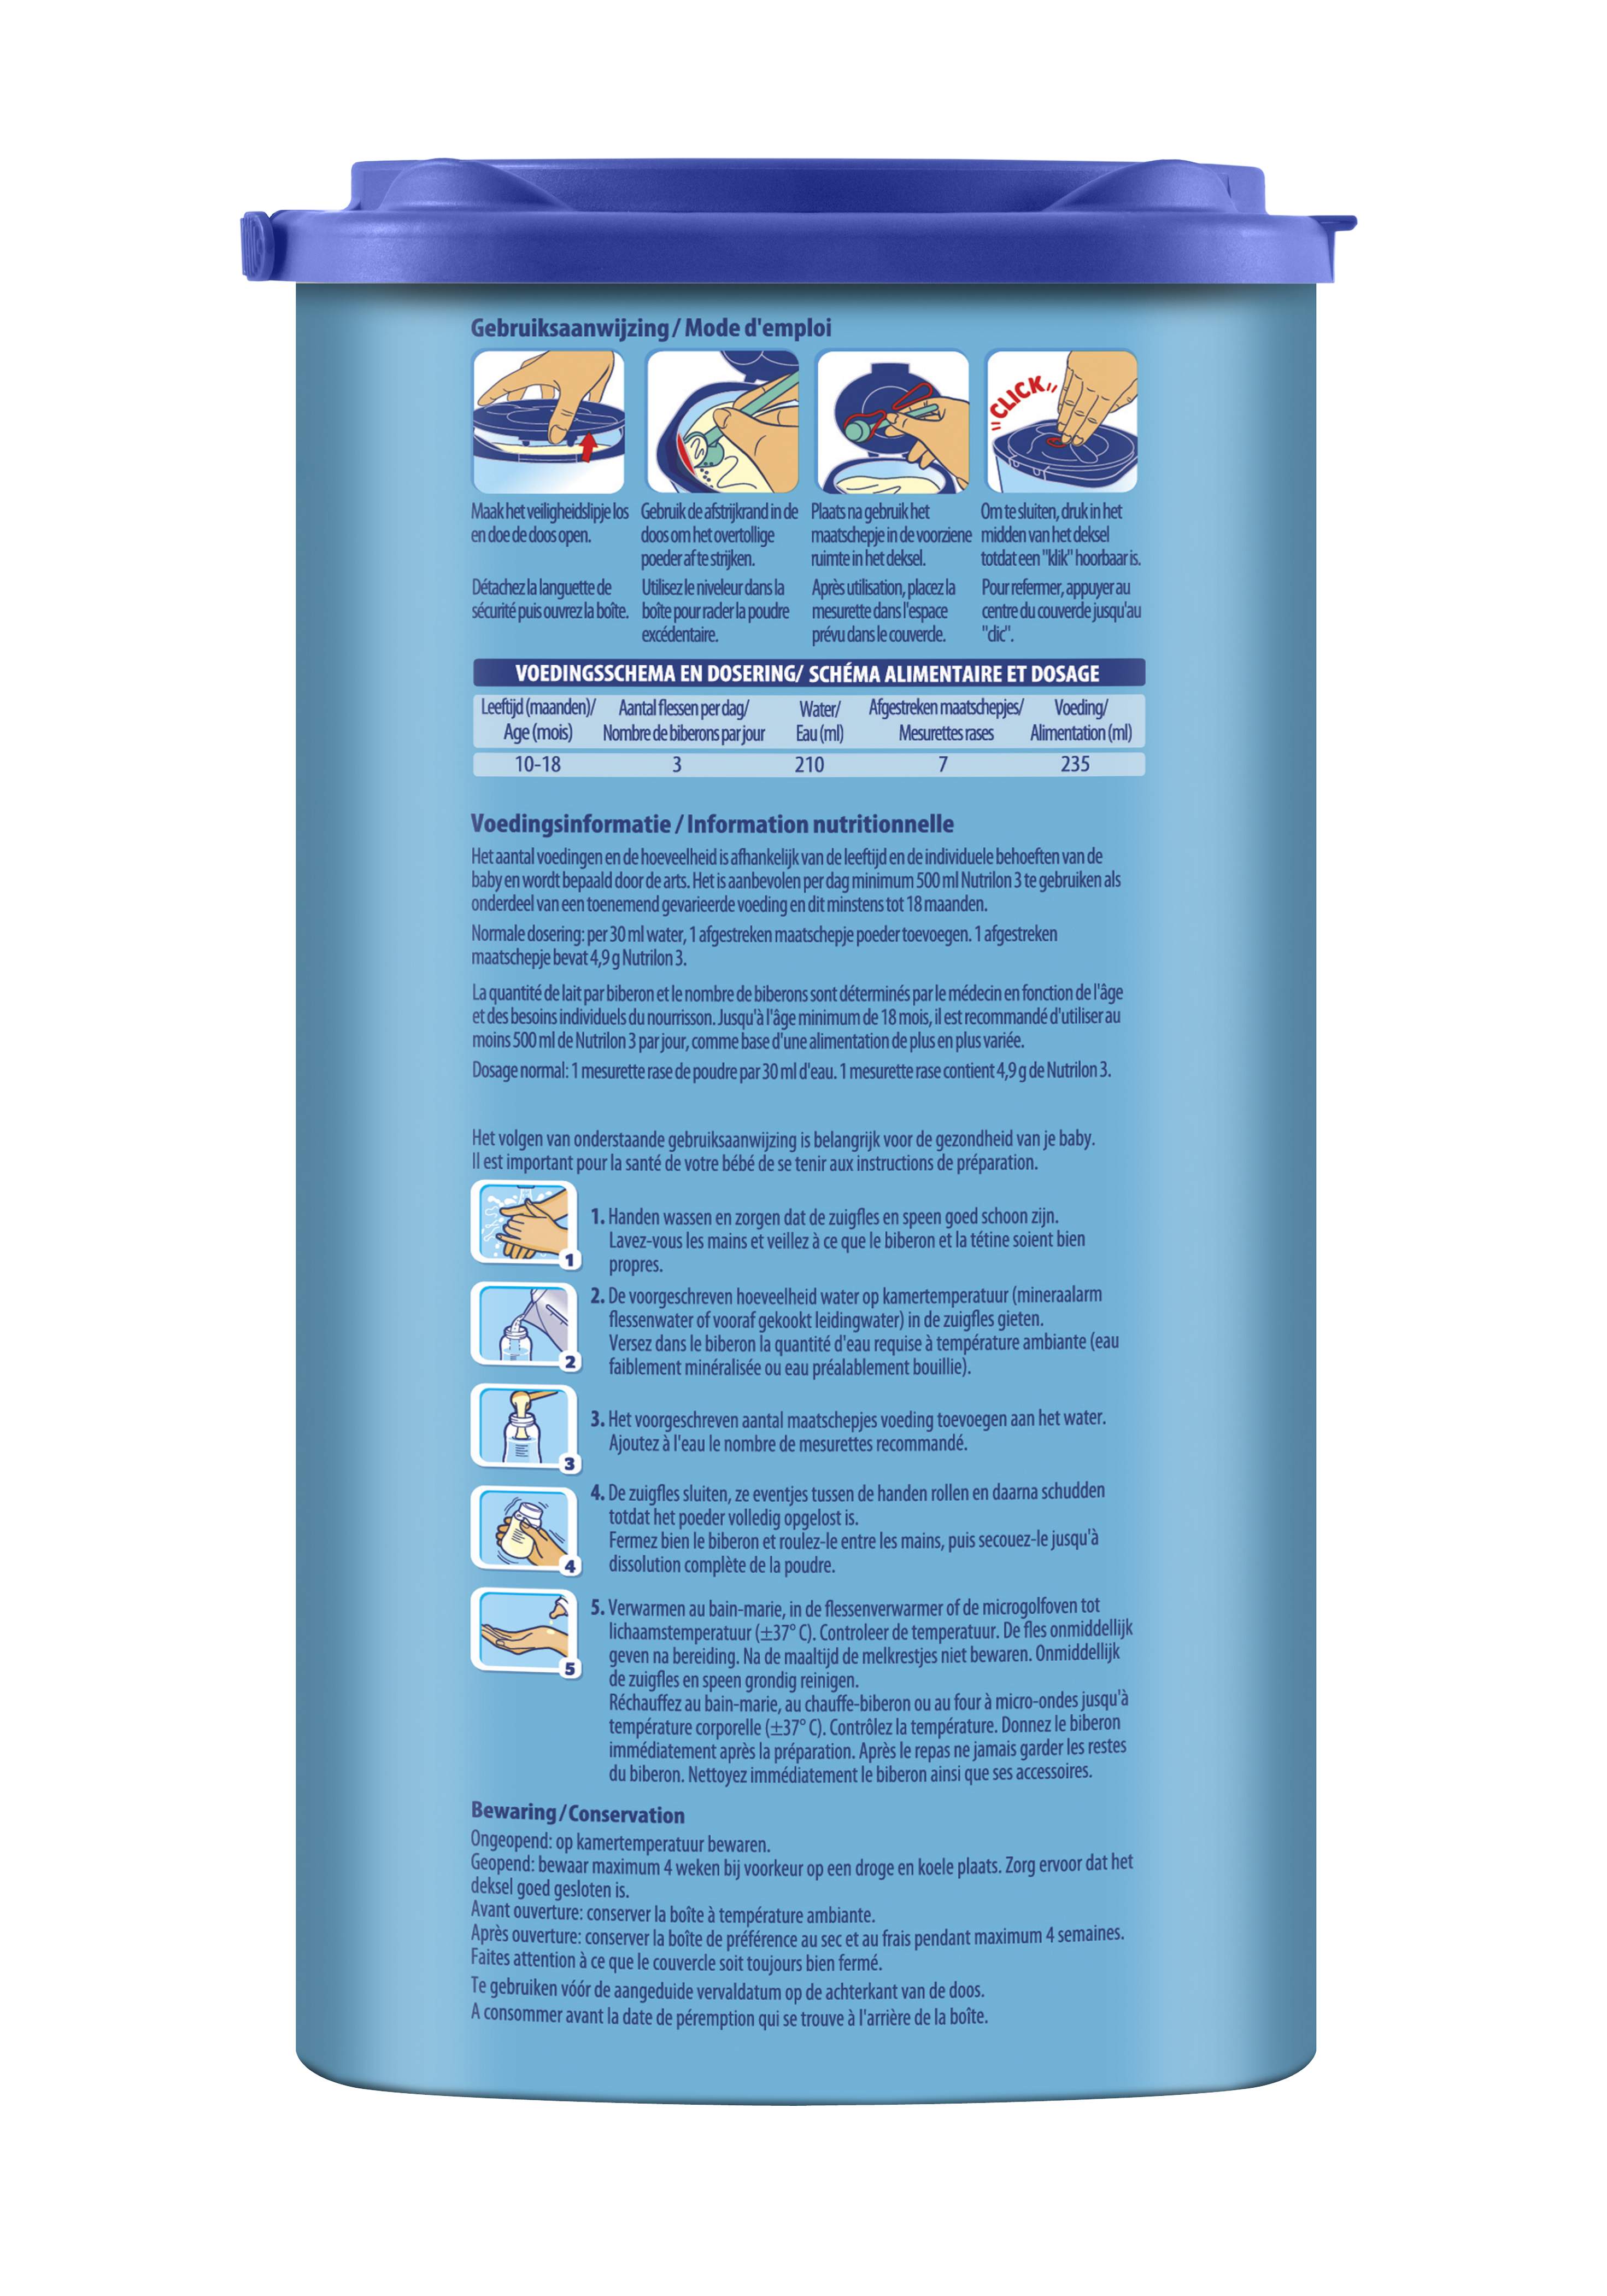 Gebruiksaanwijzing / Mode d'emploi
CLICK
Maak het veiligheidslipje los
en doe de doos open.
Gebruik de afstrijkrand in de
doos om het overtollige
poeder af te strijken.
Plaats na gebruik het
maatschepje in de voorziene
ruimte in het deksel.
Om te sluiten, druk in het
midden van het deksel
totdat een "klik" hoorbaar is.
Détachez la languette de
sécurité puis ouvrez la boîte.
Utilisez le niveleur dans la
boîte pour racler la poudre
excédentaire.
Après utilisation, placez la
mesurette dans l'espace
prévu dans le couvercle.
Pour refermer, appuyer au
centre du couvercle jusqu'au
"clic".
VOEDINGSSCHEMA EN DOSERING/ SCHÉMA ALIMENTAIRE ET DOSAGE
Leeftijd (maanden)/ Aantal flessen per dag/ Water/ Afgestreken maatschepjes/ Voeding/
Age (mois) Nombre de biberons par jour Eau (ml) Mesurettes rases Alimentation (ml)
10-18 3 210 7 235
Voedingsinformatie / Information nutritionnelle
Het aantal voedingen en de hoeveelheid is afhankelijk van de leeftijd en de individuele behoeften van de
baby en wordt bepaald door de arts. Het is aanbevolen per dag minimum 500 ml Nutrilon 3 te gebruiken als
onderdeel van een toenemend gevarieerde voeding en dit minstens tot 18 maanden.
Normale dosering: per 30 ml water, 1 afgestreken maatschepje poeder toevoegen. 1 afgestreken
maatschepje bevat 4,9 g Nutrilon 3.
La quantité de lait par biberon et le nombre de biberons sont déterminés par le médecin en fonction de l'âge
et des besoins individuels du nourrisson. Jusqu'à l'âge minimum de 18 mois, il est recommandé d'utiliser au
moins 500 ml de Nutrilon 3 par jour, comme base d'une alimentation de plus en plus variée.
Dosage normal: 1 mesurette rase de poudre par 30 ml d'eau. 1 mesurette rase contient 4,9 g de Nutrilon 3.
Het volgen van onderstaande gebruiksaanwijzing is belangrijk voor de gezondheid van je baby.
Il est important pour la santé de votre bébé de se tenir aux instructions de préparation.
1
1. Handen wassen en zorgen dat de zuigfles en speen goed schoon zijn.
Lavez-vous les mains et veillez à ce que le biberon et la tétine soient bien
propres.
2
2. De voorgeschreven hoeveelheid water op kamertemperatuur (mineraalarm
flessenwater of vooraf gekookt leidingwater) in de zuigfles gieten.
Versez dans le biberon la quantité d'eau requise à température ambiante (eau
faiblement minéralisée ou eau préalablement bouillie).
3
3. Het voorgeschreven aantal maatschepjes voeding toevoegen aan het water.
Ajoutez à l'eau le nombre de mesurettes recommandé.
4
4. De zuigfles sluiten, ze eventjes tussen de handen rollen en daarna schudden
totdat het poeder volledig opgelost is.
Fermez bien le biberon et roulez-le entre les mains, puis secouez-le jusqu'à
dissolution complète de la poudre.
5
5. Verwarmen au bain-marie, in de flessenverwarmer of de microgolfoven tot
lichaamstemperatuur (±37° C). Controleer de temperatuur. De fles onmiddellijk
geven na bereiding. Na de maaltijd de melkrestjes niet bewaren. Onmiddellijk
de zuigfles en speen grondig reinigen.
Réchauffez au bain-marie, au chauffe-biberon ou au four à micro-ondes jusqu'à
température corporelle (±37° C). Contrôlez la température. Donnez le biberon
immédiatement après la préparation. Après le repas ne jamais garder les restes
du biberon. Nettoyez immédiatement le biberon ainsi que ses accessoires.
Bewaring / Conservation
Ongeopend: op kamertemperatuur bewaren.
Geopend: bewaar maximum 4 weken bij voorkeur op een droge en koele plaats. Zorg ervoor dat het
deksel goed gesloten is.
Avant ouverture: conserver la boîte à température ambiante.
Après ouverture: conserver la boîte de préférence au sec et au frais pendant maximum 4 semaines.
Faites attention à ce que le couvercle soit toujours bien fermé.
Te gebruiken vóór de aangeduide vervaldatum op de achterkant van de doos.
A consommer avant la date de péremption qui se trouve à l'arrière de la boîte.